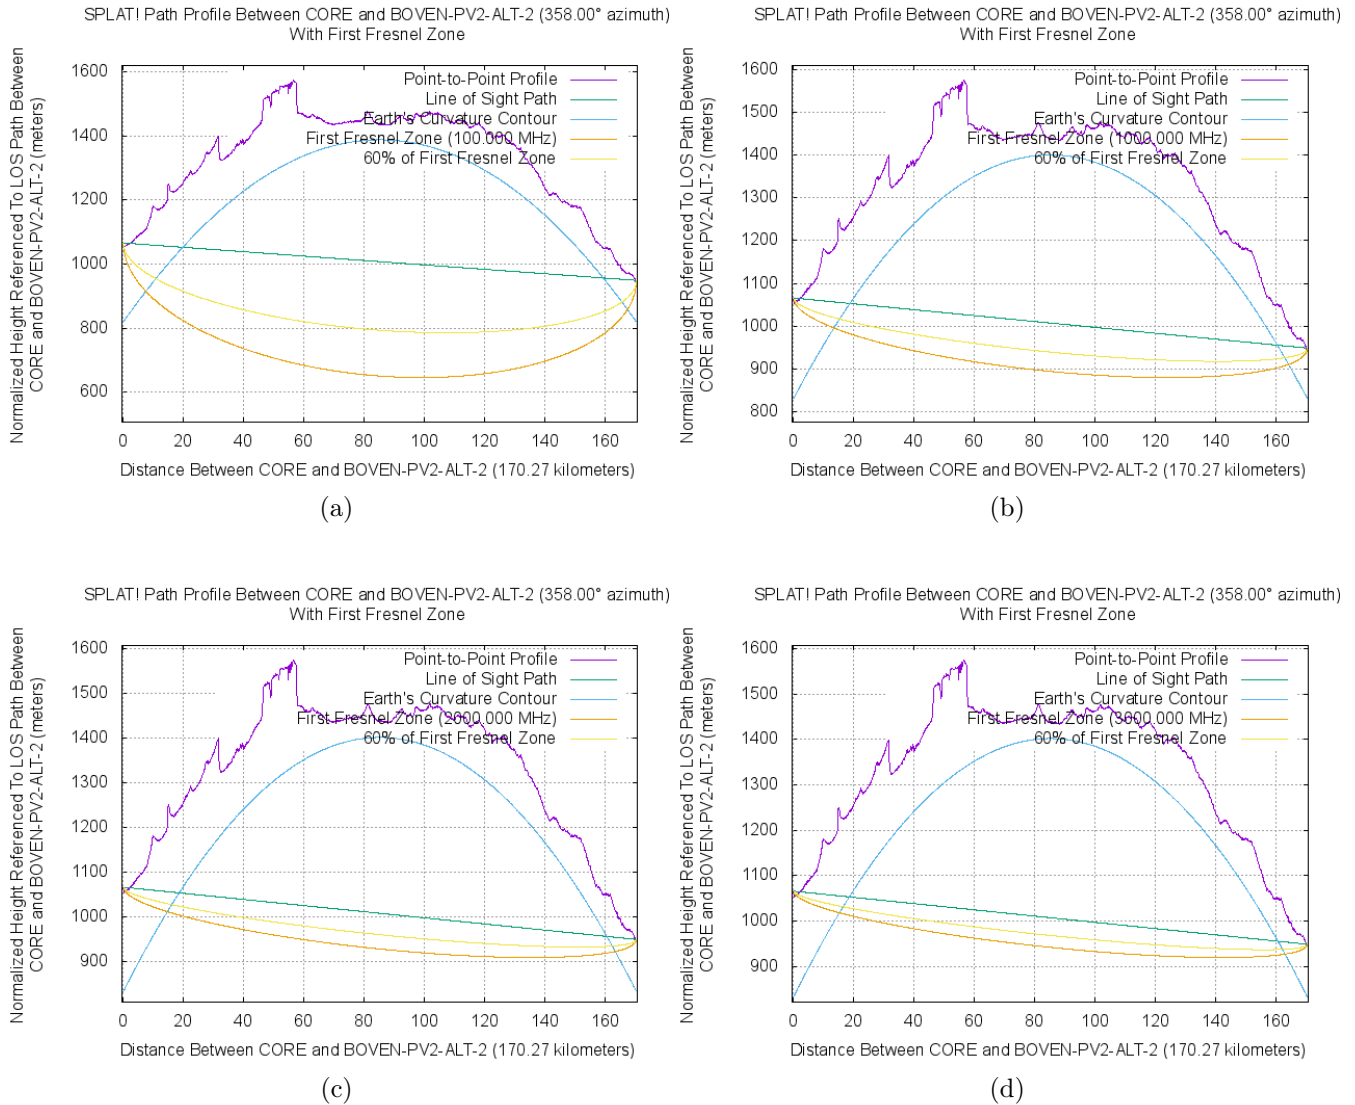 SPLAT! Path Profile Between CORE and BOVEN-PV2-ALT-2 (358.00° azimuth)
With First Fresnel Zone
Normalized Height Referenced To LOS Path Between
CORE and BOVEN-PV2-ALT-2 (meters)
1600
1400
1200
1000
800
600
Point-to-Point Profile
Line of Sight Path
Earth's Curvature Contour
First Fresnel Zone (100.000 MHz)
60% of First Fresnel Zone
0 20 40 60 80 100 120 140 160
Distance Between CORE and BOVEN-PV2-ALT-2 (170.27 kilometers)
(a)
SPLAT! Path Profile Between CORE and BOVEN-PV2-ALT-2 (358.00° azimuth)
With First Fresnel Zone
Normalized Height Referenced To LOS Path Between
CORE and BOVEN-PV2-ALT-2 (meters)
1600
1500
1400
1300
1200
1100
1000
900
800
Point-to-Point Profile
Line of Sight Path
Earth's Curvature Contour
First Fresnel Zone (1000.000 MHz)
60% of First Fresnel Zone
0 20 40 60 80 100 120 140 160
Distance Between CORE and BOVEN-PV2-ALT-2 (170.27 kilometers)
(b)
SPLAT! Path Profile Between CORE and BOVEN-PV2-ALT-2 (358.00° azimuth)
With First Fresnel Zone
Normalized Height Referenced To LOS Path Between
CORE and BOVEN-PV2-ALT-2 (meters)
1600
1500
1400
1300
1200
1100
1000
900
Point-to-Point Profile
Line of Sight Path
Earth's Curvature Contour
First Fresnel Zone (2000.000 MHz)
60% of First Fresnel Zone
0 20 40 60 80 100 120 140 160
Distance Between CORE and BOVEN-PV2-ALT-2 (170.27 kilometers)
(c)
SPLAT! Path Profile Between CORE and BOVEN-PV2-ALT-2 (358.00° azimuth)
With First Fresnel Zone
Normalized Height Referenced To LOS Path Between
CORE and BOVEN-PV2-ALT-2 (meters)
1600
1500
1400
1300
1200
1100
1000
900
Point-to-Point Profile
Line of Sight Path
Earth's Curvature Contour
First Fresnel Zone (3000.000 MHz)
60% of First Fresnel Zone
0 20 40 60 80 100 120 140 160
Distance Between CORE and BOVEN-PV2-ALT-2 (170.27 kilometers)
(d)